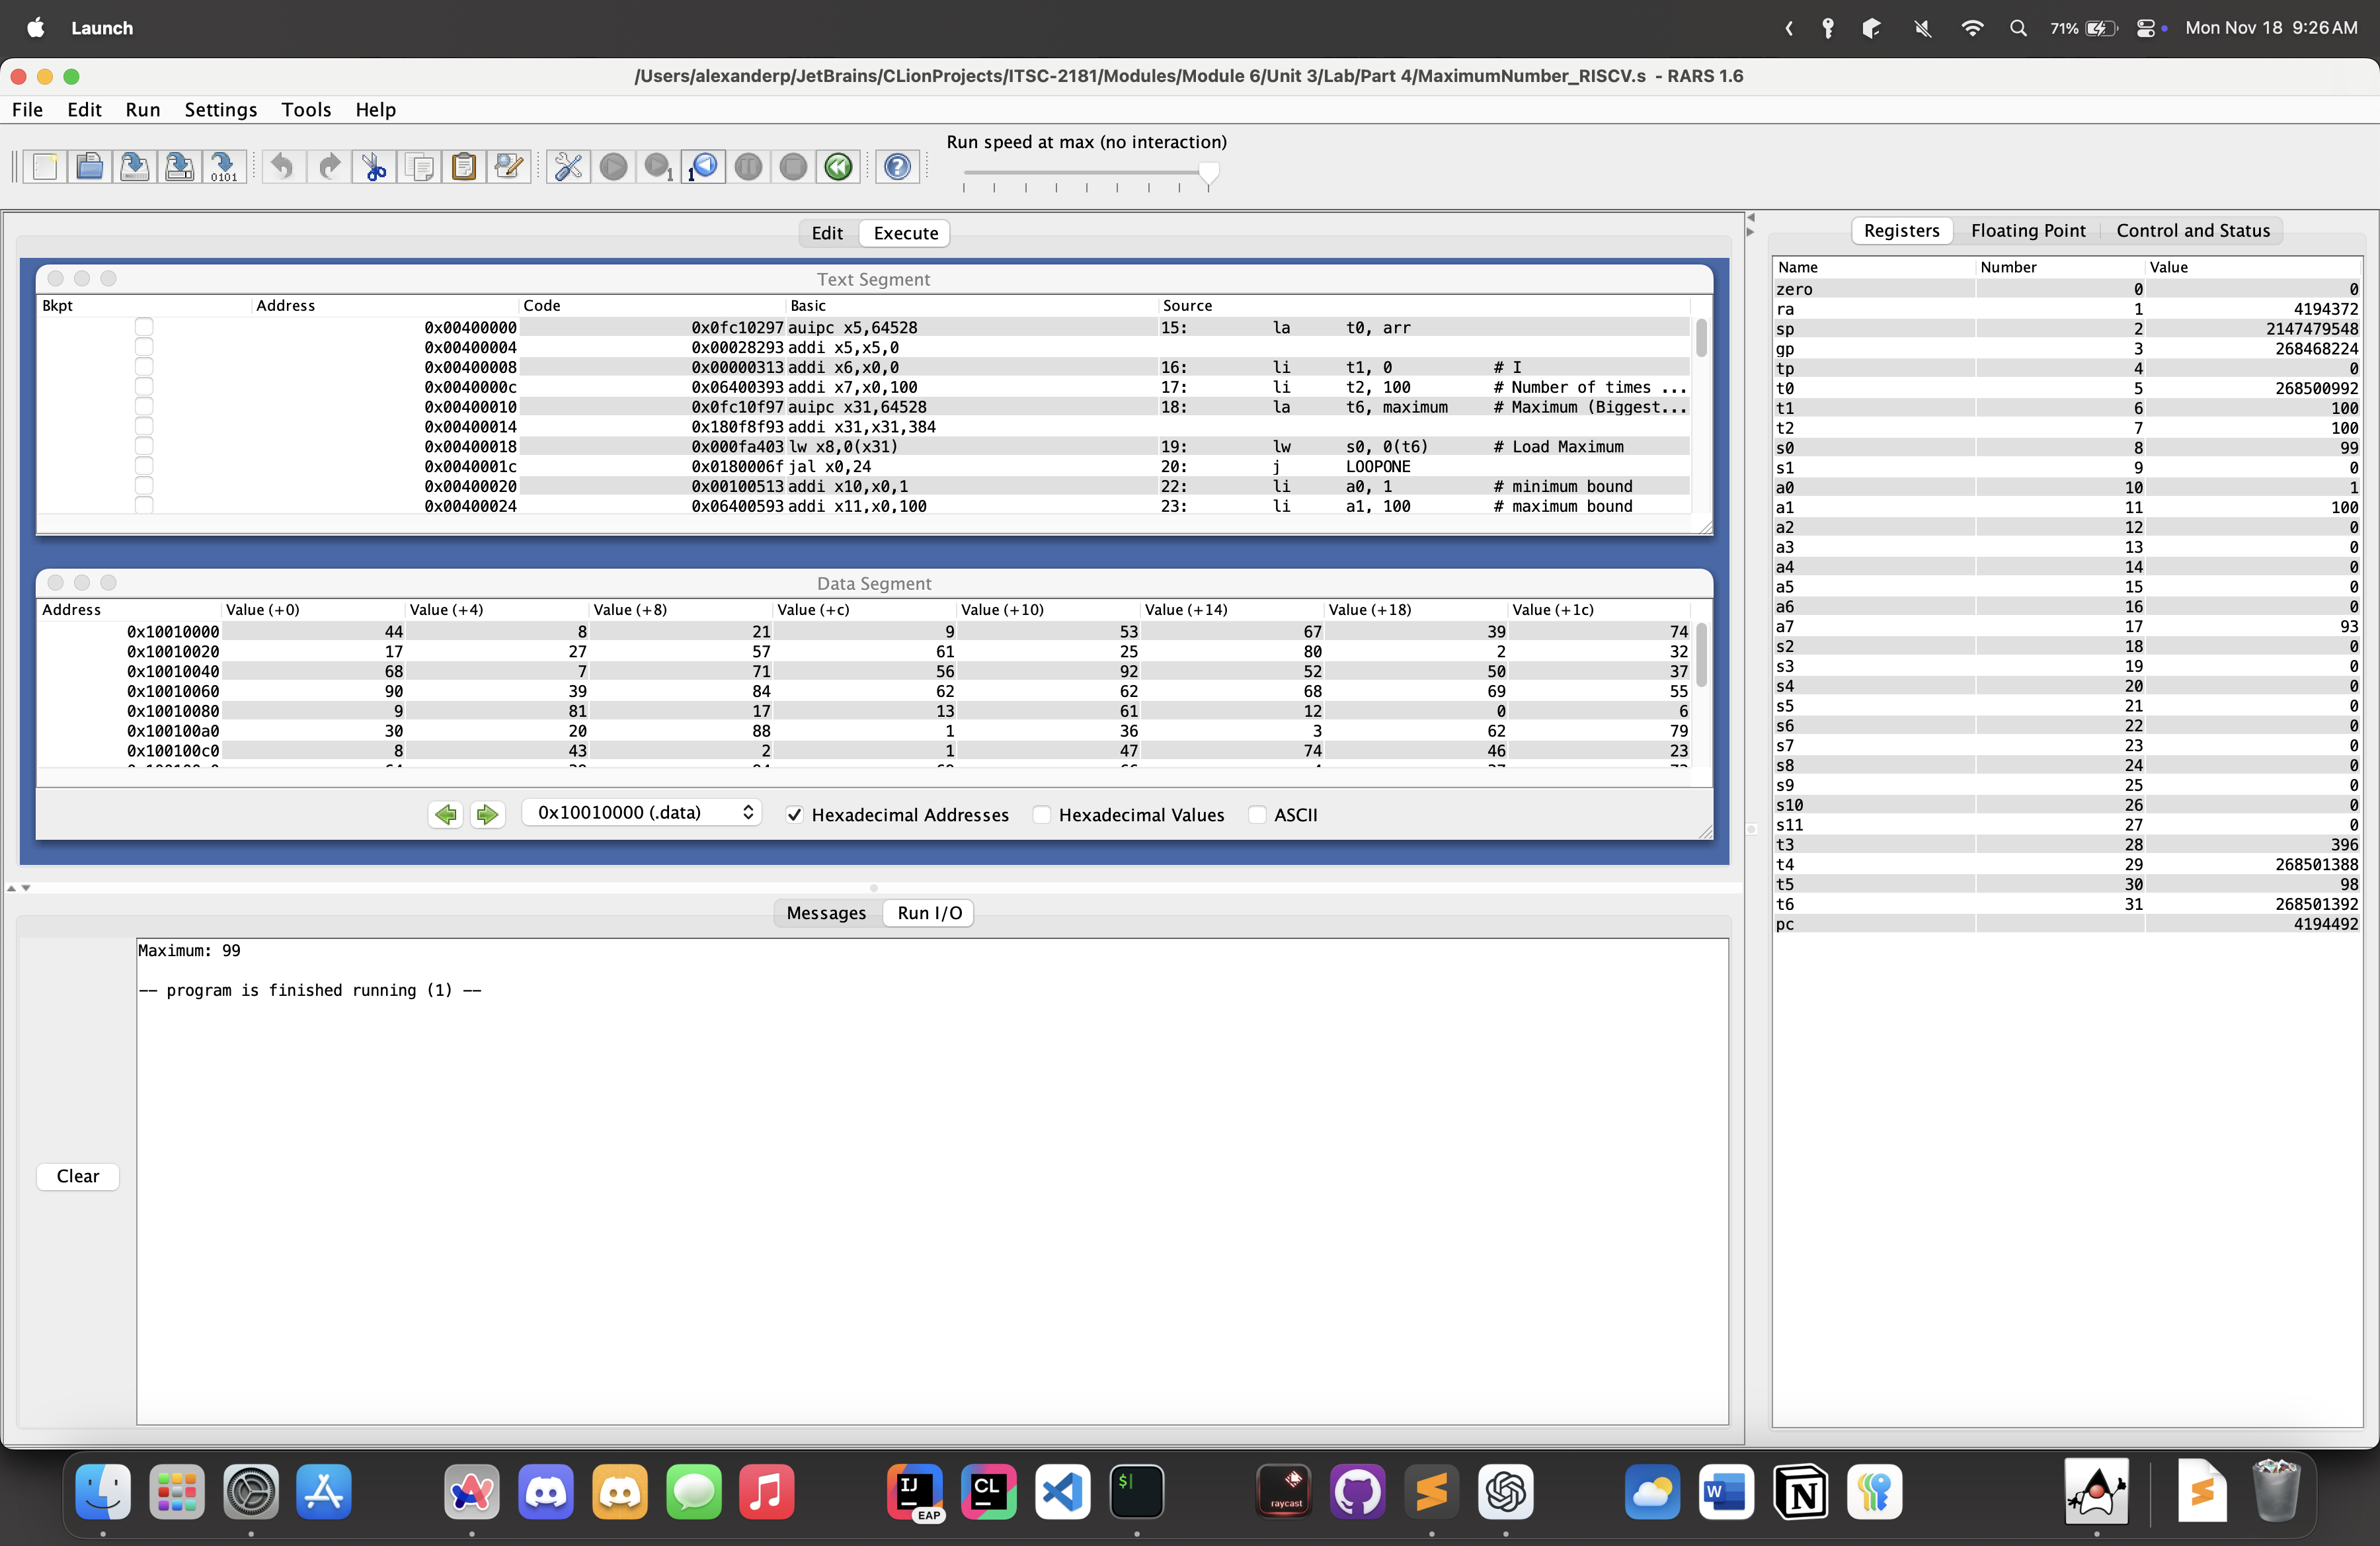 Launch 71% Mon Nov 18 9:26 AM
/Users/alexanderp/JetBrains/CLionProjects/ITSC-2181/Modules/Module 6/Unit 3/Lab/Part 4/MaximumNumber_RISCV.s - RARS 1.6
File Edit Run Settings Tools Help
Run speed at max (no interaction)
0101 1 1
Edit Execute
Text Segment
Bkpt Address Code Basic Source
0x00400000 0x0fc10297 auipc x5,64528 15: la t0, arr
0x00400004 0x00028293 addi x5,x5,0
0x00400008 0x00000313 addi x6,x0,0 16: li t1, 0 # I
0x0040000c 0x06400393 addi x7,x0,100 17: li t2, 100 # Number of times ...
0x00400010 0x0fc10f97 auipc x31,64528 18: la t6, maximum # Maximum (Biggest...
0x00400014 0x180f8f93 addi x31,x31,384
0x00400018 0x000fa403 lw x8,0(x31) 19: lw s0, 0(t6) # Load Maximum
0x0040001c 0x0180006f jal x0,24 20: j LOOPONE
0x00400020 0x00100513 addi x10,x0,1 22: li a0, 1 # minimum bound
0x00400024 0x06400593 addi x11,x0,100 23: li a1, 100 # maximum bound
Data Segment
Address Value (+0) Value (+4) Value (+8) Value (+c) Value (+10) Value (+14) Value (+18) Value (+1c)
0x10010000 44 8 21 9 53 67 39 74
0x10010020 17 27 57 61 25 80 2 32
0x10010040 68 7 71 56 92 52 50 37
0x10010060 90 39 84 62 62 68 69 55
0x10010080 9 81 17 13 61 12 0 6
0x100100a0 30 20 88 1 36 3 62 79
0x100100c0 8 43 2 1 47 74 46 23
0x10010000 (.data) Hexadecimal Addresses Hexadecimal Values ASCII
Messages Run I/O
Maximum: 99
-- program is finished running (1) --
Clear
Registers Floating Point Control and Status
Name Number Value
zero 0 0
ra 1 4194372
sp 2 2147479548
gp 3 268468224
tp 4 0
t0 5 268500992
t1 6 100
t2 7 100
s0 8 99
s1 9 0
a0 10 1
a1 11 100
a2 12 0
a3 13 0
a4 14 0
a5 15 0
a6 16 0
a7 17 93
s2 18 0
s3 19 0
s4 20 0
s5 21 0
s6 22 0
s7 23 0
s8 24 0
s9 25 0
s10 26 0
s11 27 0
t3 28 396
t4 29 268501388
t5 30 98
t6 31 268501392
pc 4194492
IJ EAP CL $ raycast W N